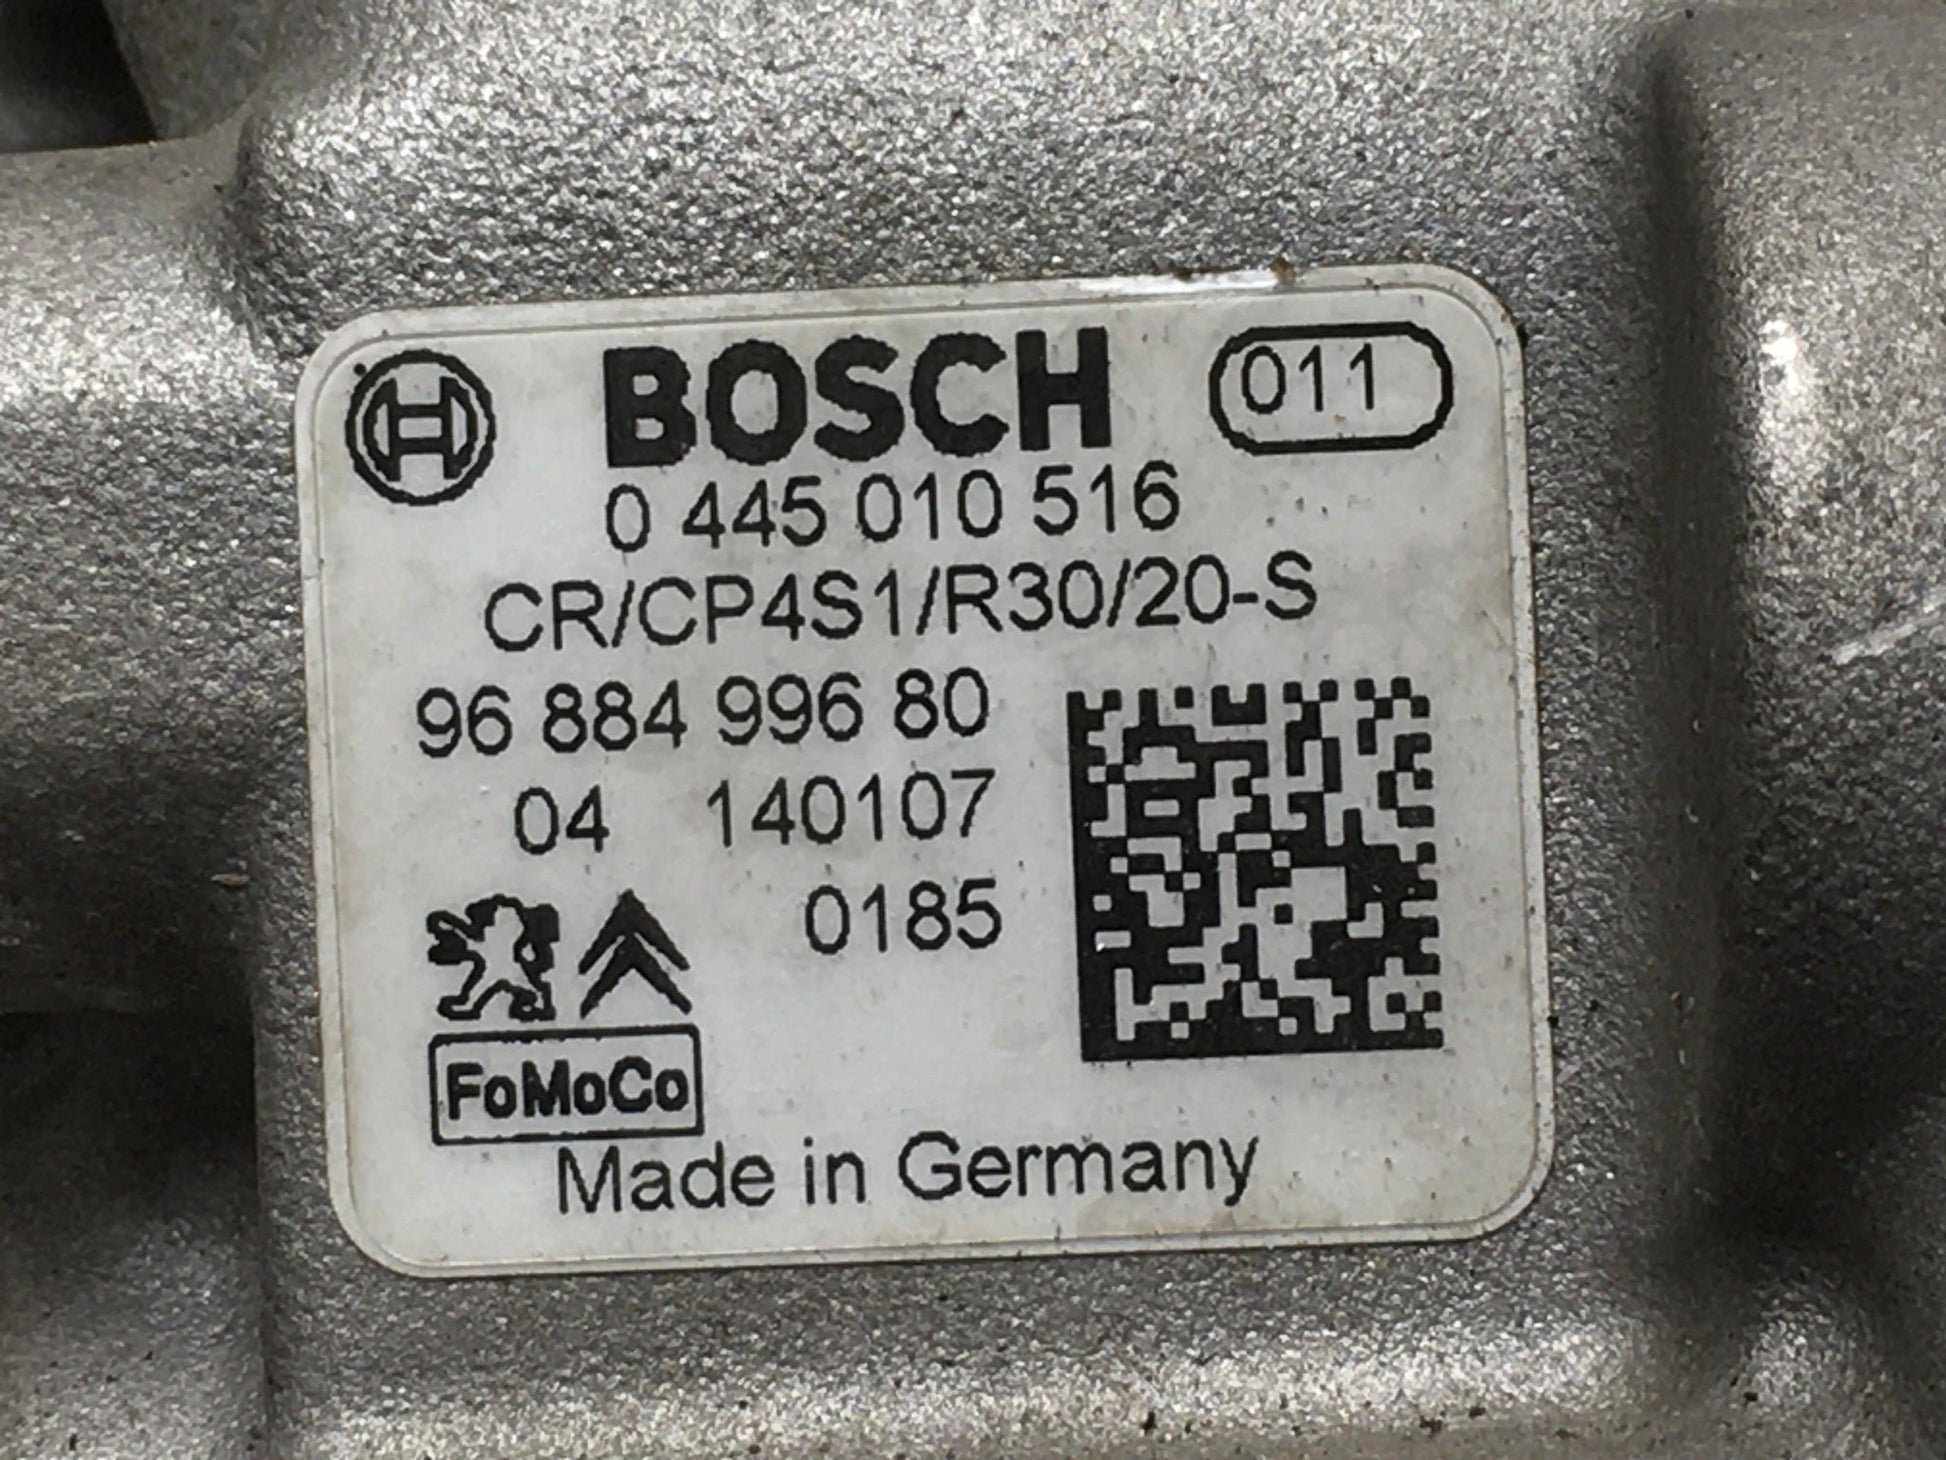 BOSCH 011
0 445 010 516
CR/CP4S1/R30/20-S
96 884 996 80
04 140107
0185
FoMoCo
Made in Germany